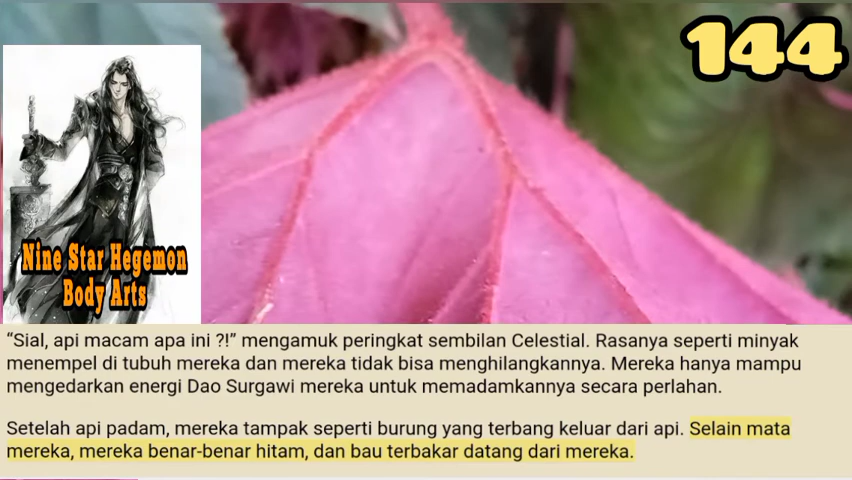 144
Nine Star Hegemon
Body Arts
“Sial, api macam apa ini ?!” mengamuk peringkat sembilan Celestial. Rasanya seperti minyak
menempel di tubuh mereka dan mereka tidak bisa menghilangkannya. Mereka hanya mampu
mengedarkan energi Dao Surgawi mereka untuk memadamkannya secara perlahan.
Setelah api padam, mereka tampak seperti burung yang terbang keluar dari api. Selain mata
mereka, mereka benar-benar hitam, dan bau terbakar datang dari mereka.